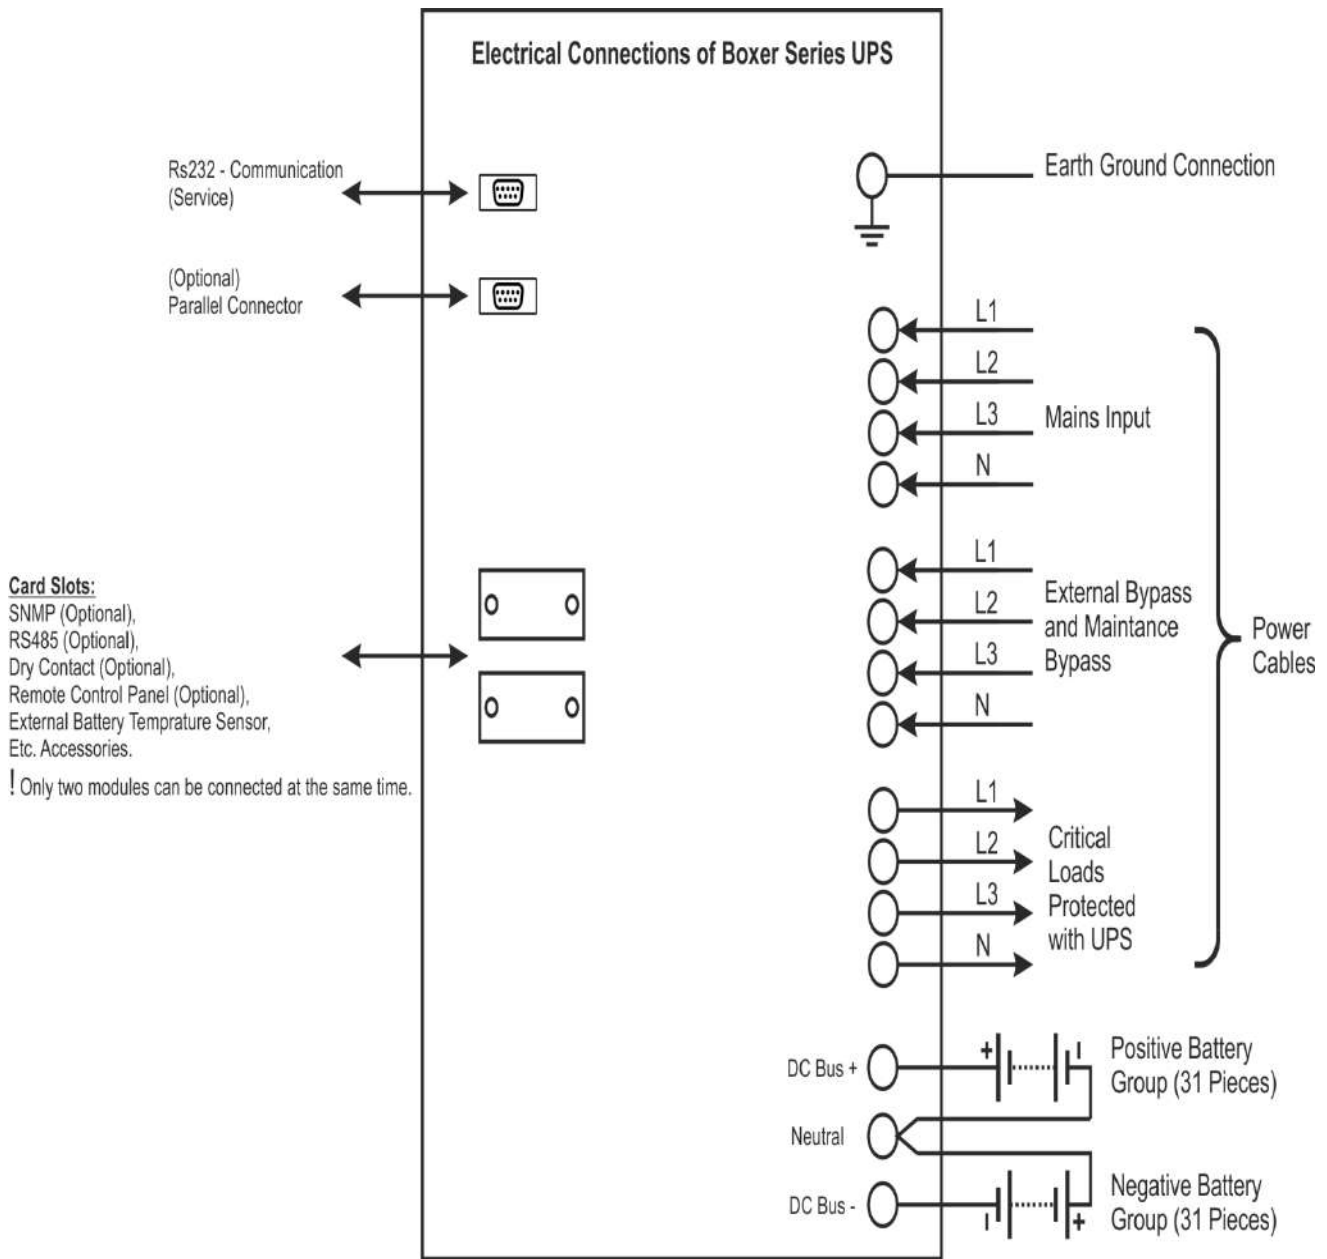 Electrical Connections of Boxer Series UPS
Rs232 - Communication
(Service)
(Optional)
Parallel Connector
Card Slots:
SNMP (Optional),
RS485 (Optional),
Dry Contact (Optional),
Remote Control Panel (Optional),
External Battery Temprature Sensor,
Etc. Accessories.
! Only two modules can be connected at the same time.
Earth Ground Connection
L1
L2
L3
N
Mains Input
L1
L2
L3
N
External Bypass
and Maintance
Bypass
L1
L2
L3
N
Critical
Loads
Protected
with UPS
Power
Cables
DC Bus +
+
-
Positive Battery
Group (31 Pieces)
Neutral
DC Bus -
-
+
Negative Battery
Group (31 Pieces)